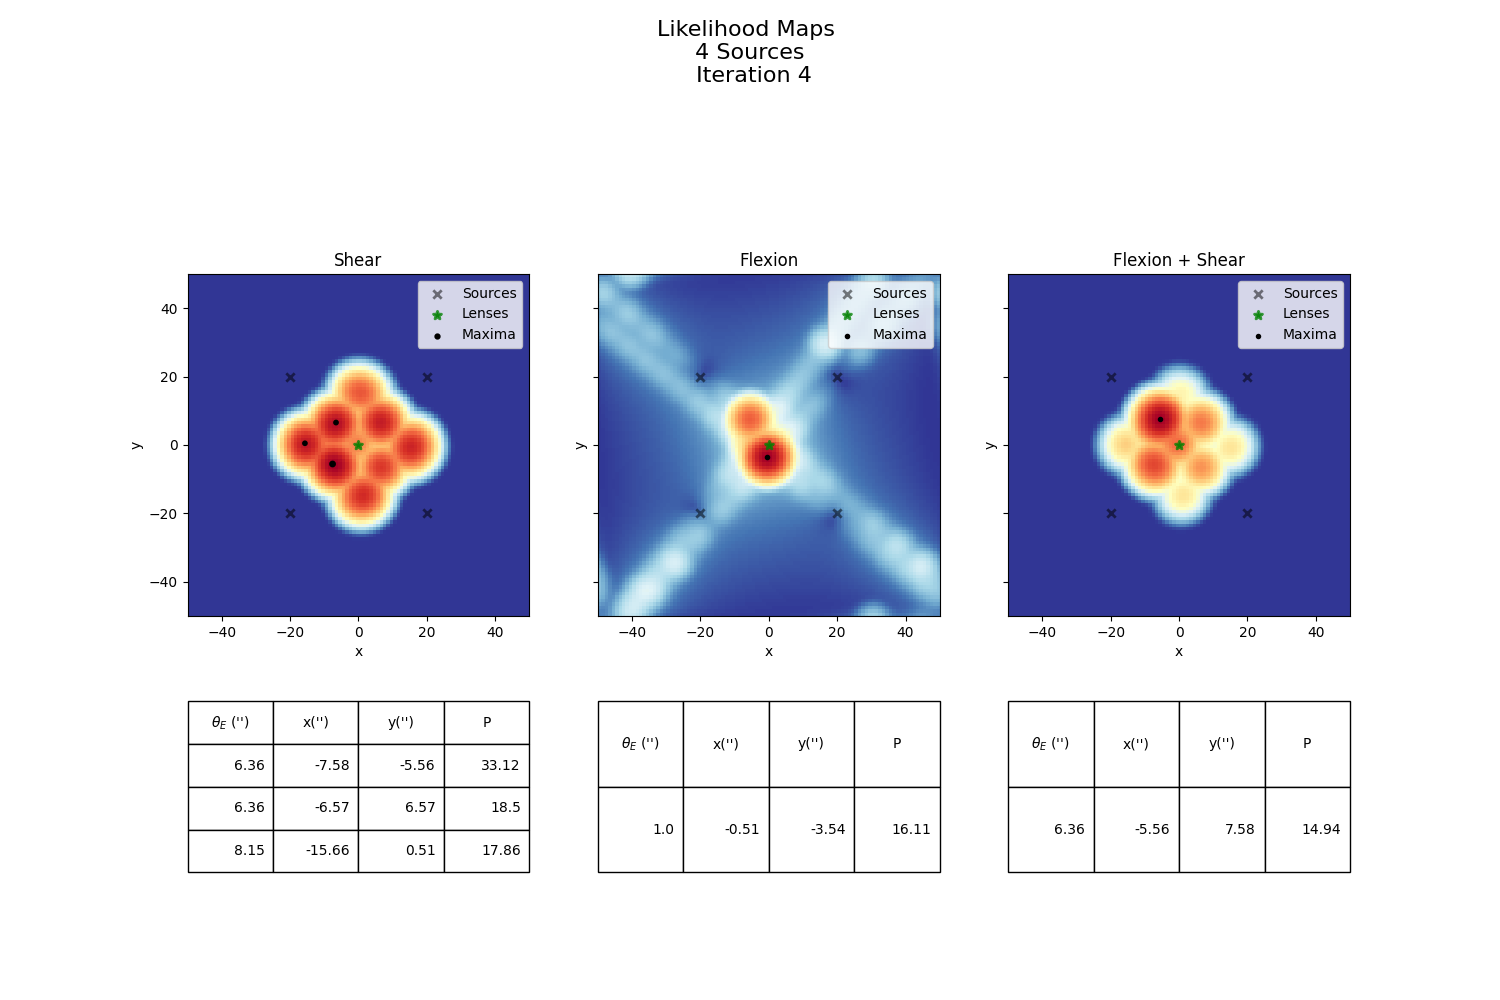 Likelihood Maps
4 Sources
Iteration 4
Shear
Flexion
Flexion + Shear
Sources
Lenses
Maxima
Sources
Lenses
Maxima
Sources
Lenses
Maxima
40
20
0
−20
−40
y
y
y
−40 −20 0 20 40
−40 −20 0 20 40
−40 −20 0 20 40
x
x
x
θE ('') x('') y('') P
6.36 -7.58 -5.56 33.12
6.36 -6.57 6.57 18.5
8.15 -15.66 0.51 17.86
θE ('') x('') y('') P
1.0 -0.51 -3.54 16.11
θE ('') x('') y('') P
6.36 -5.56 7.58 14.94